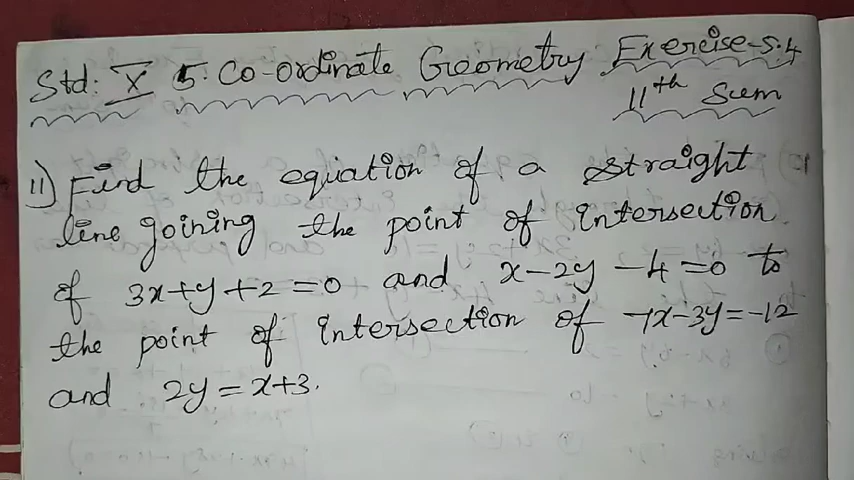 Std: X 5. Co-ordinate Geometry Exercise-5.4
11th Sum
11) Find the equation of a straight
line goining the point of intersection
of 3x+y+2=0 and x-2y-4=0 to
the point of intersection of 7x-3y=-12
and 2y=x+3.